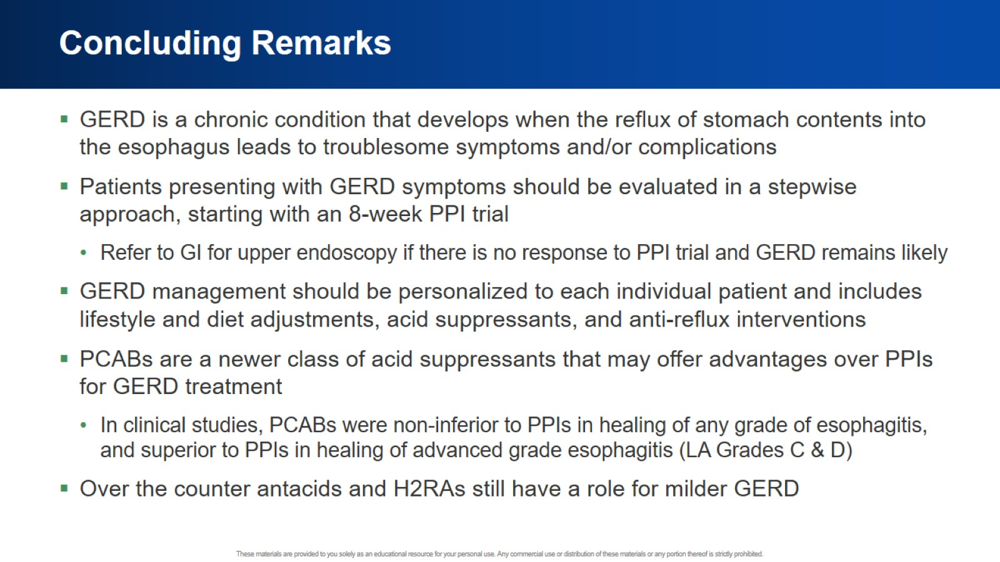 Concluding Remarks
▪ GERD is a chronic condition that develops when the reflux of stomach contents into
the esophagus leads to troublesome symptoms and/or complications
▪ Patients presenting with GERD symptoms should be evaluated in a stepwise
approach, starting with an 8-week PPI trial
• Refer to GI for upper endoscopy if there is no response to PPI trial and GERD remains likely
▪ GERD management should be personalized to each individual patient and includes
lifestyle and diet adjustments, acid suppressants, and anti-reflux interventions
▪ PCABs are a newer class of acid suppressants that may offer advantages over PPIs
for GERD treatment
• In clinical studies, PCABs were non-inferior to PPIs in healing of any grade of esophagitis,
and superior to PPIs in healing of advanced grade esophagitis (LA Grades C & D)
▪ Over the counter antacids and H2RAs still have a role for milder GERD
These materials are provided to you solely as an educational resource for your personal use. Any commercial use or distribution of these materials or any portion thereof is strictly prohibited.